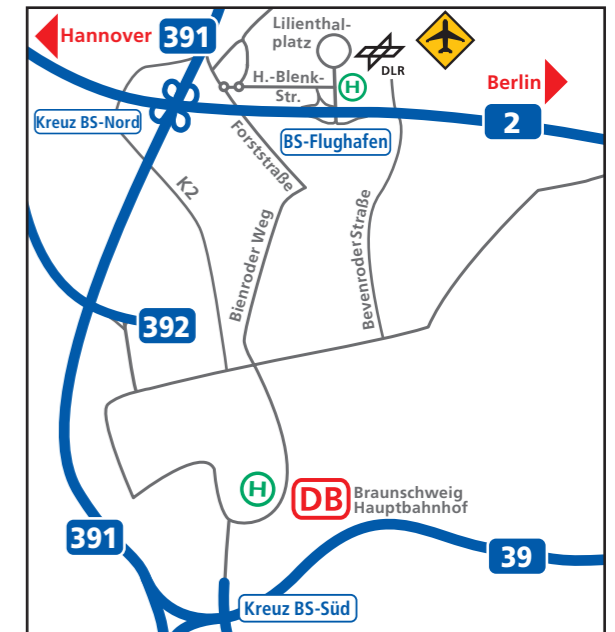 Hannover
391
Lilienthal-
platz
DLR
H.-Blenk-
Str.
H
Berlin
Kreuz BS-Nord
BS-Flughafen
2
Forststraße
K2
Bienroder Weg
Bevenroder Straße
392
H
DB
Braunschweig
Hauptbahnhof
391
39
Kreuz BS-Süd